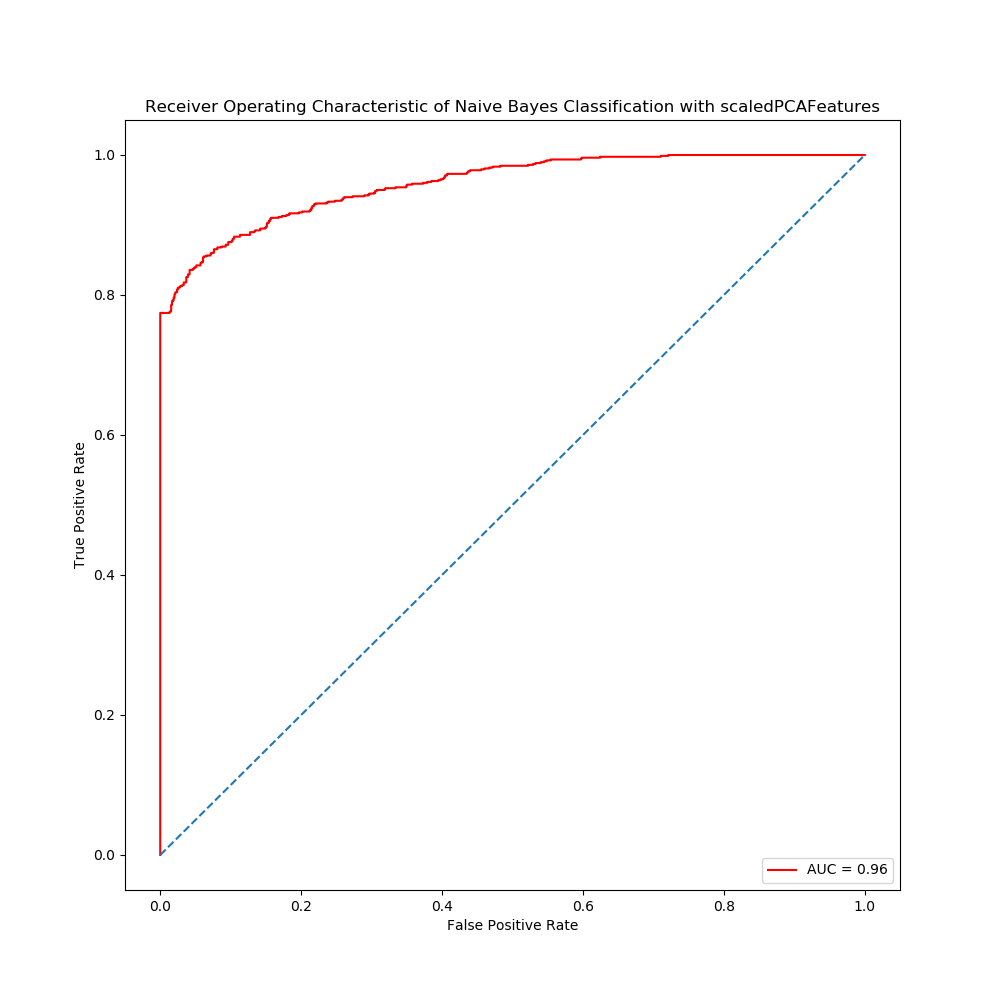 Receiver Operating Characteristic of Naive Bayes Classification with scaledPCAFeatures
1.0
0.8
0.6
0.4
0.2
0.0
True Positive Rate
AUC = 0.96
0.0 0.2 0.4 0.6 0.8 1.0
False Positive Rate